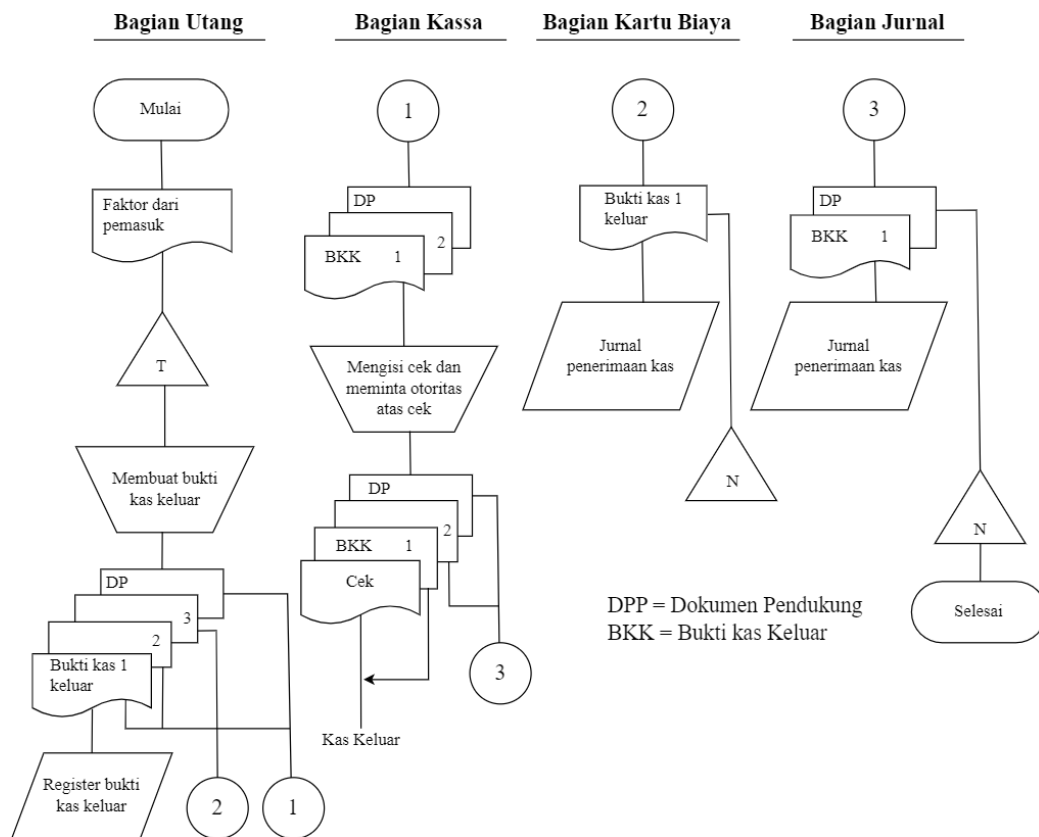 Bagian Utang
Bagian Kassa
Bagian Kartu Biaya
Bagian Jurnal
Mulai
Faktor dari
pemasuk
T
Membuat bukti
kas keluar
DP
3
2
Bukti kas 1
keluar
Register bukti
kas keluar
2
1
1
DP
2
BKK 1
Mengisi cek dan
meminta otoritas
atas cek
DP
2
BKK 1
Cek
3
Kas Keluar
2
Bukti kas 1
keluar
Jurnal
penerimaan kas
N
3
DP
BKK 1
Jurnal
penerimaan kas
N
Selesai
DPP = Dokumen Pendukung
BKK = Bukti kas Keluar